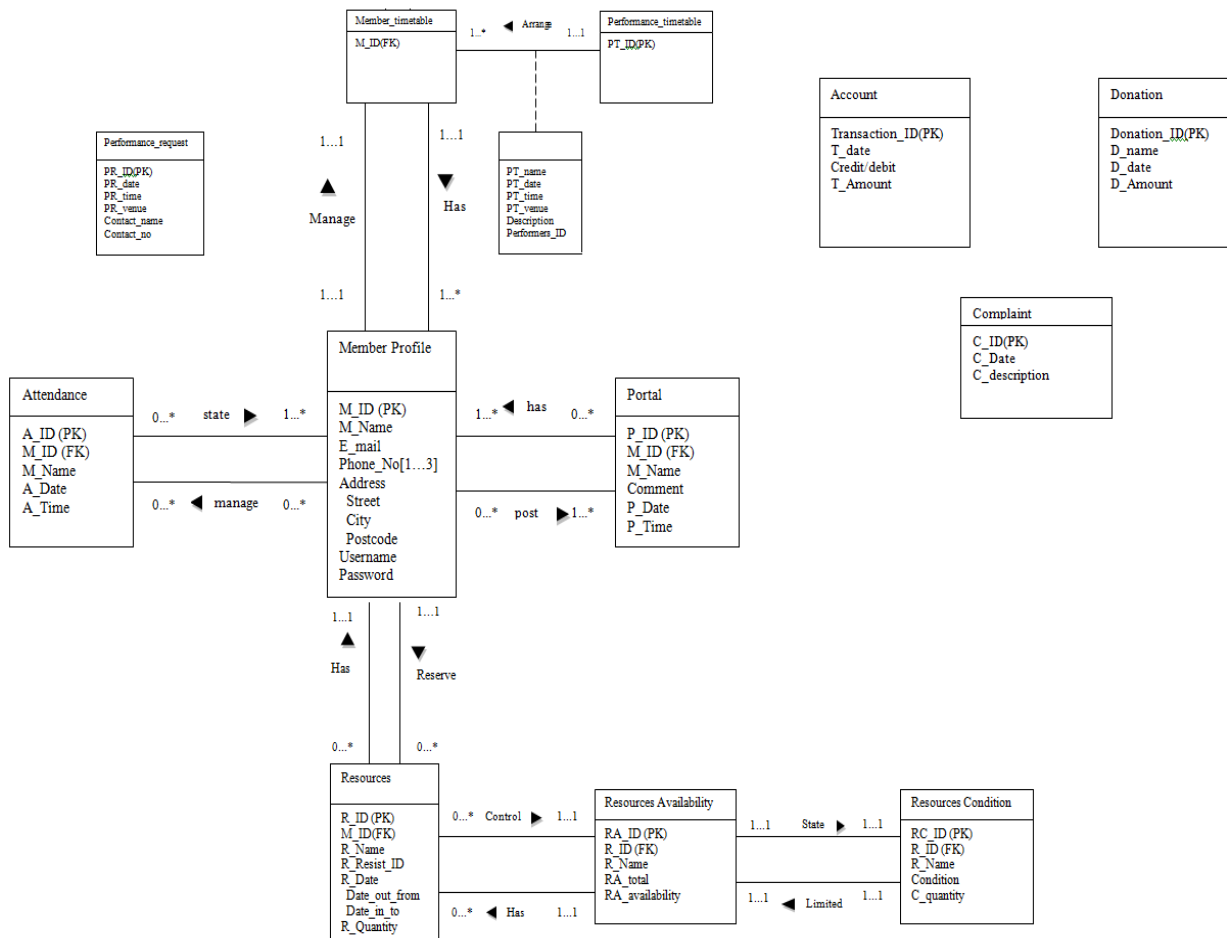 Member_timetable
M_ID(FK)
1...* Arrange 1...1
Performance_timetable
PT_ID(PK)
Account
Transaction_ID(PK)
T_date
Credit/debit
T_Amount
Donation
Donation_ID(PK)
D_name
D_date
D_Amount
Performance_request
PR_ID(PK)
PR_date
PR_time
PR_venue
Contact_name
Contact_no
1...1 1...1
Manage Has
1...1 1...*
PT_name
PT_date
PT_time
PT_venue
Description
Performers_ID
Complaint
C_ID(PK)
C_Date
C_description
Attendance
A_ID (PK)
M_ID (FK)
M_Name
A_Date
A_Time
0...* state 1...*
0...* manage 0...*
Member Profile
M_ID (PK)
M_Name
E_mail
Phone_No[1...3]
Address
Street
City
Postcode
Username
Password
1...* has 0...*
0...* post 1...*
Portal
P_ID (PK)
M_ID (FK)
M_Name
Comment
P_Date
P_Time
1...1 1...1
Has Reserve
0...* 0...*
Resources
R_ID (PK)
M_ID(FK)
R_Name
R_Resist_ID
R_Date
Date_out_from
Date_in_to
R_Quantity
0...* Control 1...1
0...* Has 1...1
Resources Availability
RA_ID (PK)
R_ID (FK)
R_Name
RA_total
RA_availability
1...1 State 1...1
1...1 Limited 1...1
Resources Condition
RC_ID (PK)
R_ID (FK)
R_Name
Condition
C_quantity